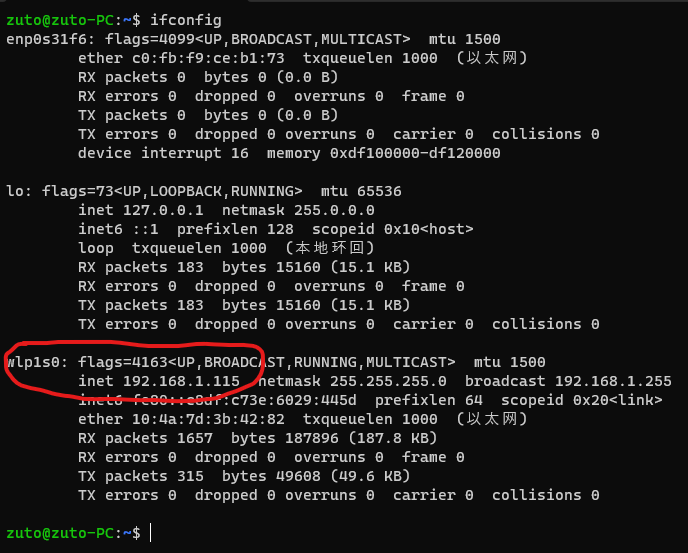 zuto@zuto-PC:~$ ifconfig
enp0s31f6: flags=4099<UP,BROADCAST,MULTICAST>  mtu 1500
        ether c0:fb:f9:ce:b1:73  txqueuelen 1000  (以太网)
        RX packets 0  bytes 0 (0.0 B)
        RX errors 0  dropped 0  overruns 0  frame 0
        TX packets 0  bytes 0 (0.0 B)
        TX errors 0  dropped 0 overruns 0  carrier 0  collisions 0
        device interrupt 16  memory 0xdf100000-df120000

lo: flags=73<UP,LOOPBACK,RUNNING>  mtu 65536
        inet 127.0.0.1  netmask 255.0.0.0
        inet6 ::1  prefixlen 128  scopeid 0x10<host>
        loop  txqueuelen 1000  (本地环回)
        RX packets 183  bytes 15160 (15.1 KB)
        RX errors 0  dropped 0  overruns 0  frame 0
        TX packets 183  bytes 15160 (15.1 KB)
        TX errors 0  dropped 0 overruns 0  carrier 0  collisions 0

wlp1s0: flags=4163<UP,BROADCAST,RUNNING,MULTICAST>  mtu 1500
        inet 192.168.1.115  netmask 255.255.255.0  broadcast 192.168.1.255
        inet6  prefixlen 64  scopeid 0x20<link>
        ether 10:4a:7d:3b:42:82  txqueuelen 1000  (以太网)
        RX packets 1657  bytes 187896 (187.8 KB)
        RX errors 0  dropped 0  overruns 0  frame 0
        TX packets 315  bytes 49608 (49.6 KB)
        TX errors 0  dropped 0 overruns 0  carrier 0  collisions 0

zuto@zuto-PC:~$